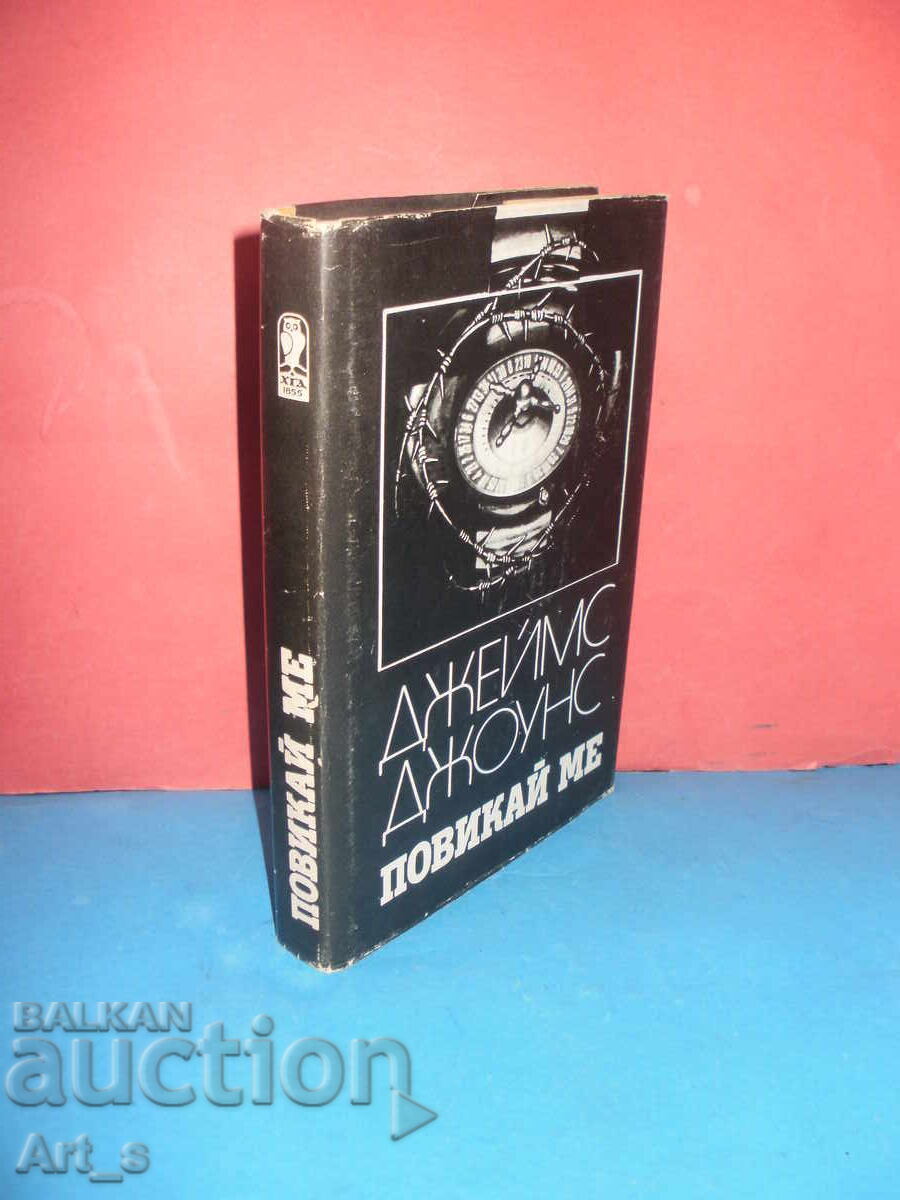 ХГД
1855
ПОВИКАЙ МЕ
ДЖЕЙМС
ДЖОУНС
ПОВИКАЙ МЕ
BALKAN
auction
Art_s